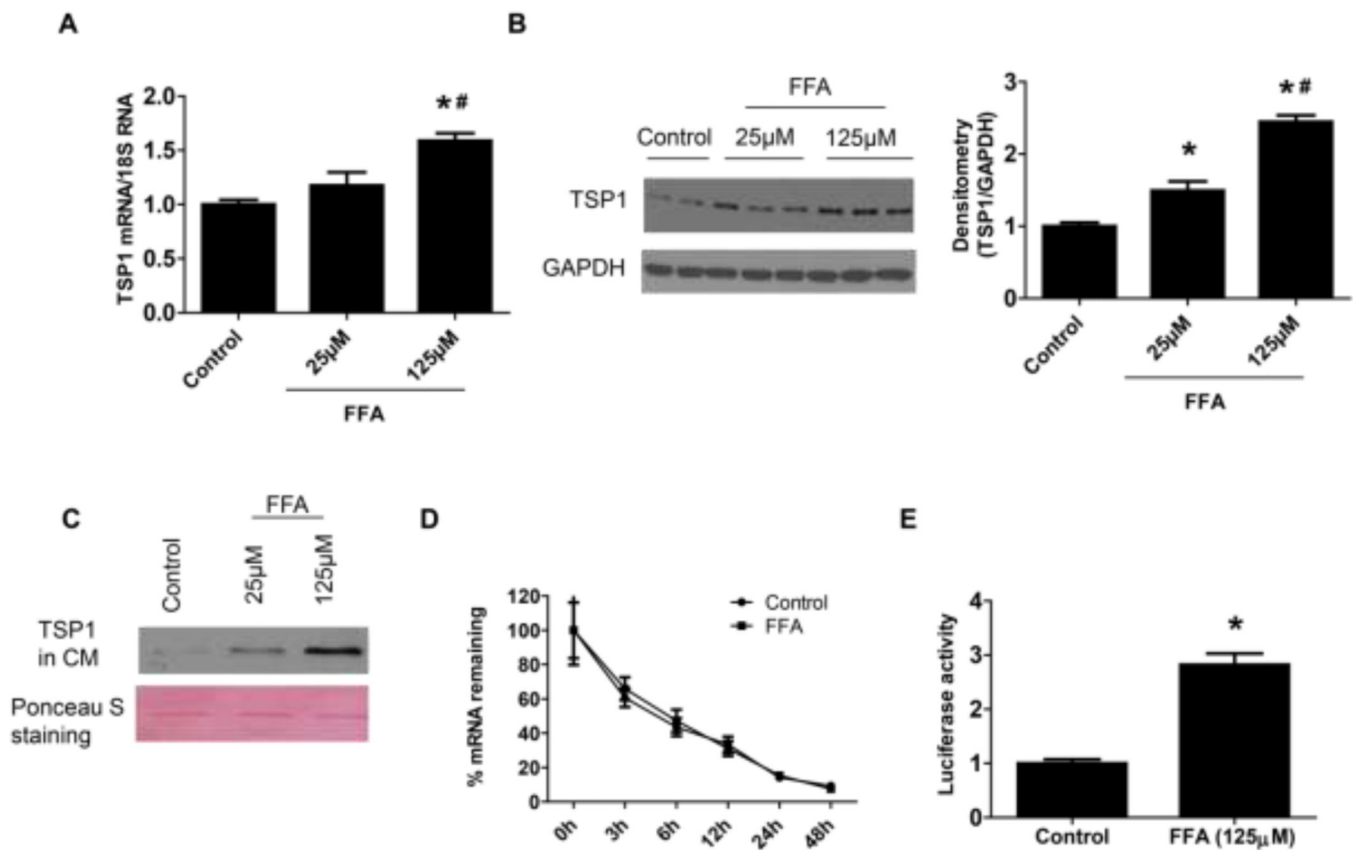 A
TSP1 mRNA/18S RNA
2.0
1.5
1.0
0.5
0.0
* #
Control
25µM
125µM
FFA
B
FFA
Control
25µM
125µM
TSP1
GAPDH
Densitometry
(TSP1/GAPDH)
3
2
1
0
*
* #
Control
25µM
125µM
FFA
C
FFA
Control
25µM
125µM
TSP1
in CM
Ponceau S
staining
D
% mRNA remaining
120
100
80
60
40
20
0
Control
FFA
0h
3h
6h
12h
24h
48h
E
Luciferase activity
4
3
2
1
0
*
Control
FFA (125µM)